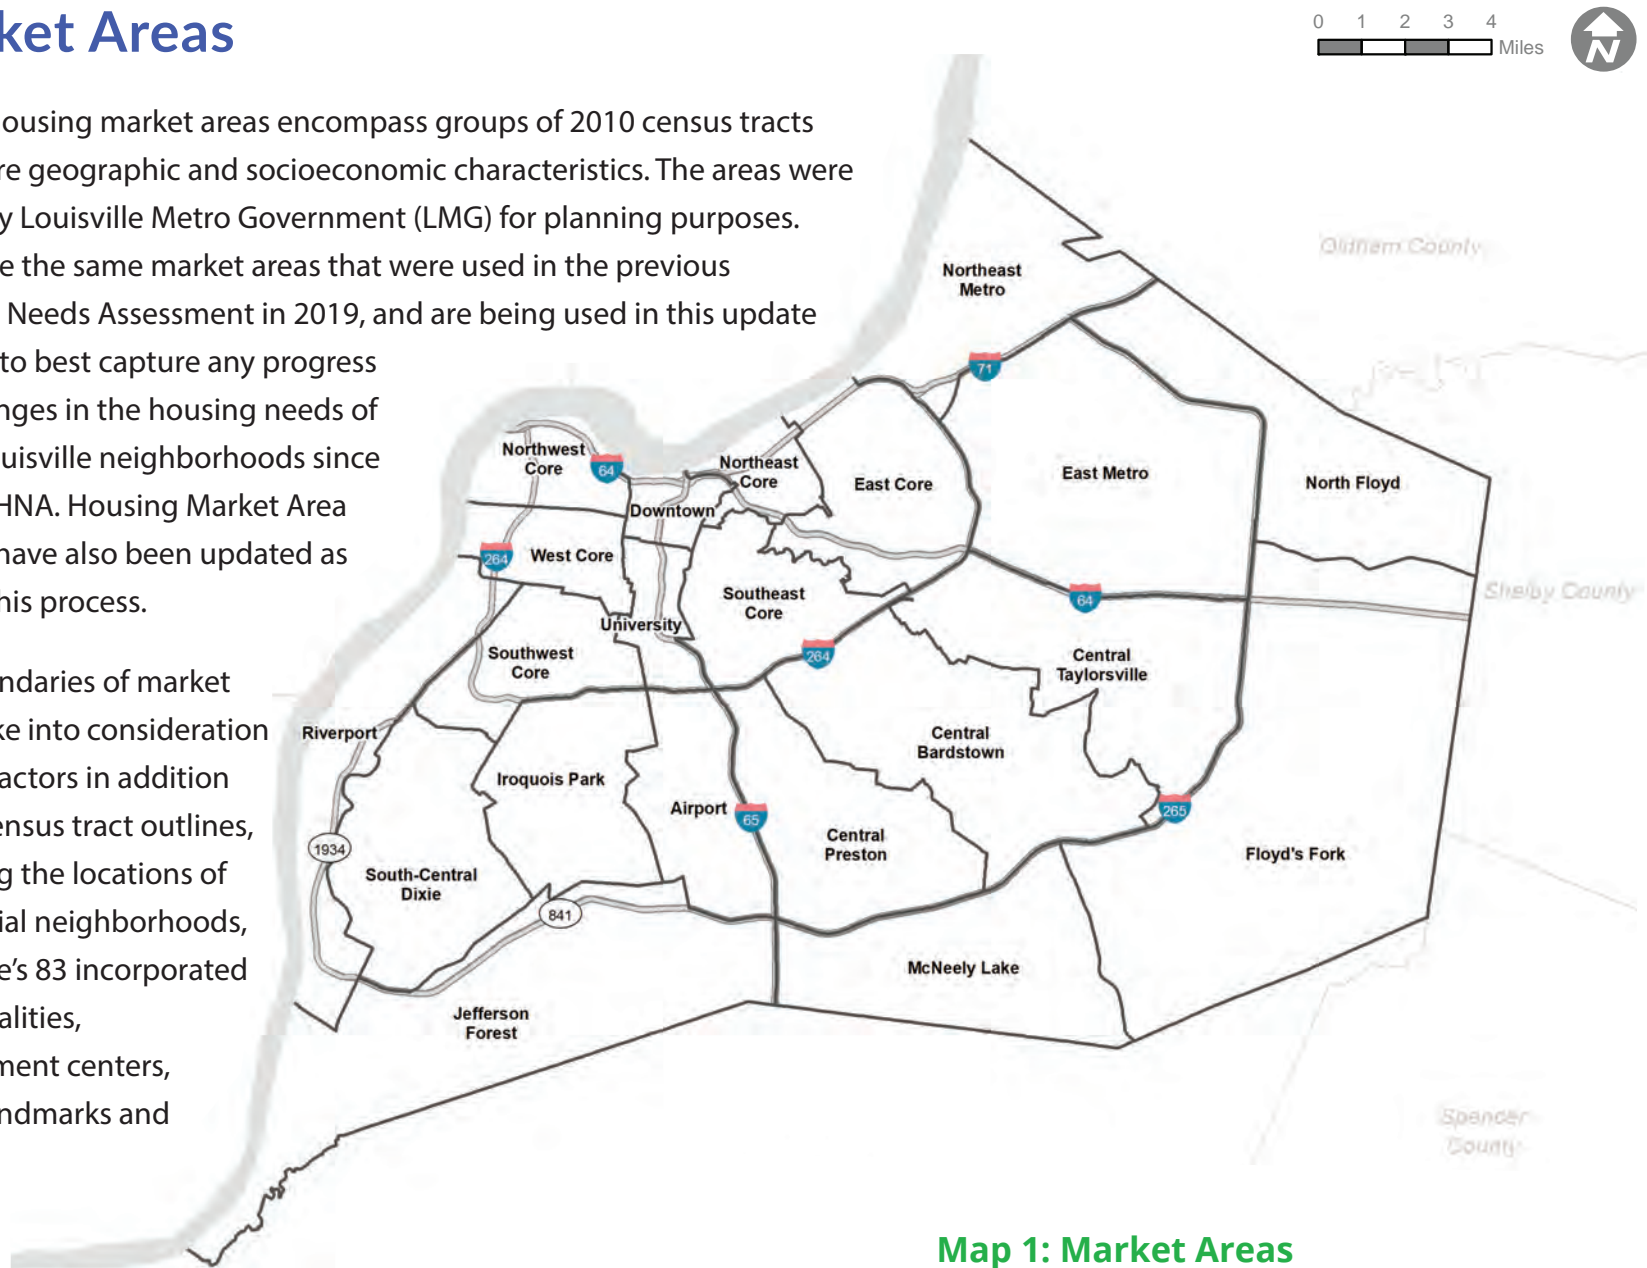 ket Areas
0 1 2 3 4
Miles
N
ousing market areas encompass groups of 2010 census tracts
re geographic and socioeconomic characteristics. The areas were
y Louisville Metro Government (LMG) for planning purposes.
e the same market areas that were used in the previous
Needs Assessment in 2019, and are being used in this update
to best capture any progress
nges in the housing needs of
uisville neighborhoods since
HNA. Housing Market Area
have also been updated as
his process.
ndaries of market
ke into consideration
actors in addition
ensus tract outlines,
g the locations of
ial neighborhoods,
e's 83 incorporated
alities,
ment centers,
ndmarks and
Oldham County
Northeast
Metro
71
Northwest
Core
64
Northeast
Core
East Core
East Metro
North Floyd
Downtown
264
West Core
Southeast
Core
64
Shelby County
University
264
Southwest
Core
Central
Taylorsville
Riverport
Central
Bardstown
Iroquois Park
Airport
65
265
1934
Central
Preston
Floyd's Fork
South-Central
Dixie
841
McNeely Lake
Jefferson
Forest
Spencer
County
Map 1: Market Areas